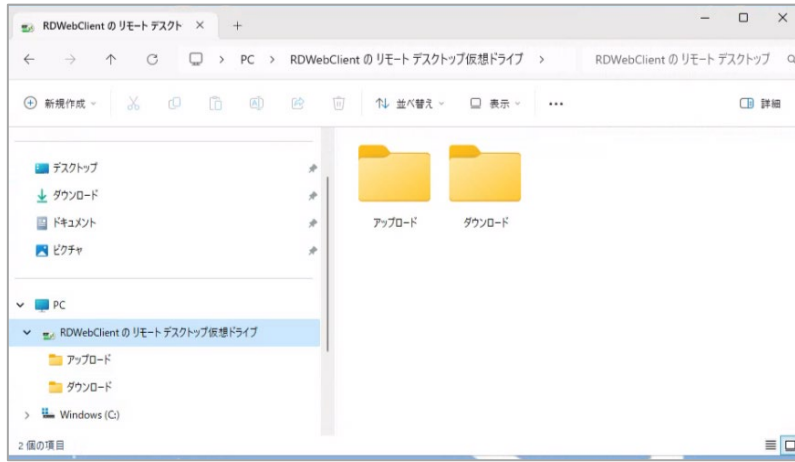 RDWebClient の リモート デスクト
PC > RDWebClient の リモート デスクトップ仮想ドライブ >
RDWebClient の リモート デスクトップ
新規作成
並べ替え
表示
詳細
デスクトップ
ダウンロード
ドキュメント
ピクチャ
PC
RDWebClient の リモート デスクトップ仮想ドライブ
アップロード
ダウンロード
Windows (C:)
アップロード
ダウンロード
2 個の項目